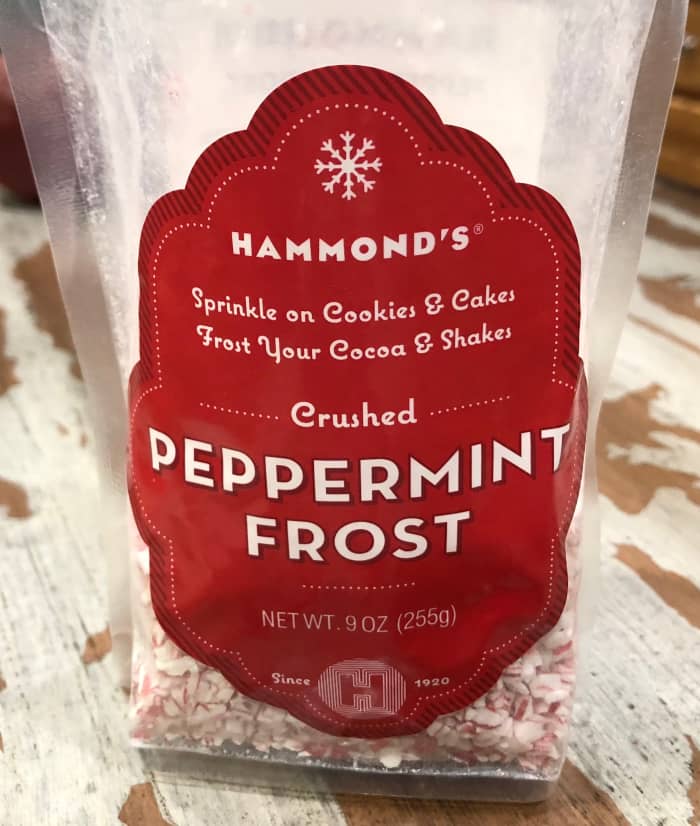 HAMMOND'S®
Sprinkle on Cookies & Cakes
Frost Your Cocoa & Shakes
Crushed
PEPPERMINT
FROST
NET WT. 9 OZ (255g)
Since H 1920